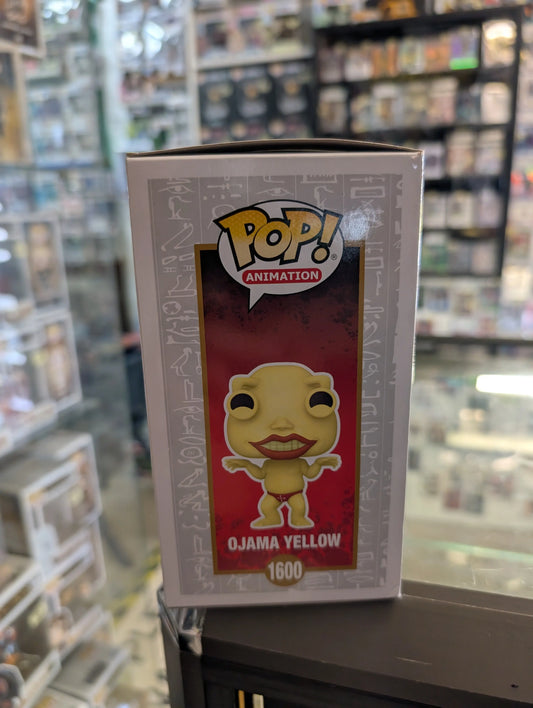 POP!
ANIMATION
OJAMA YELLOW
1600